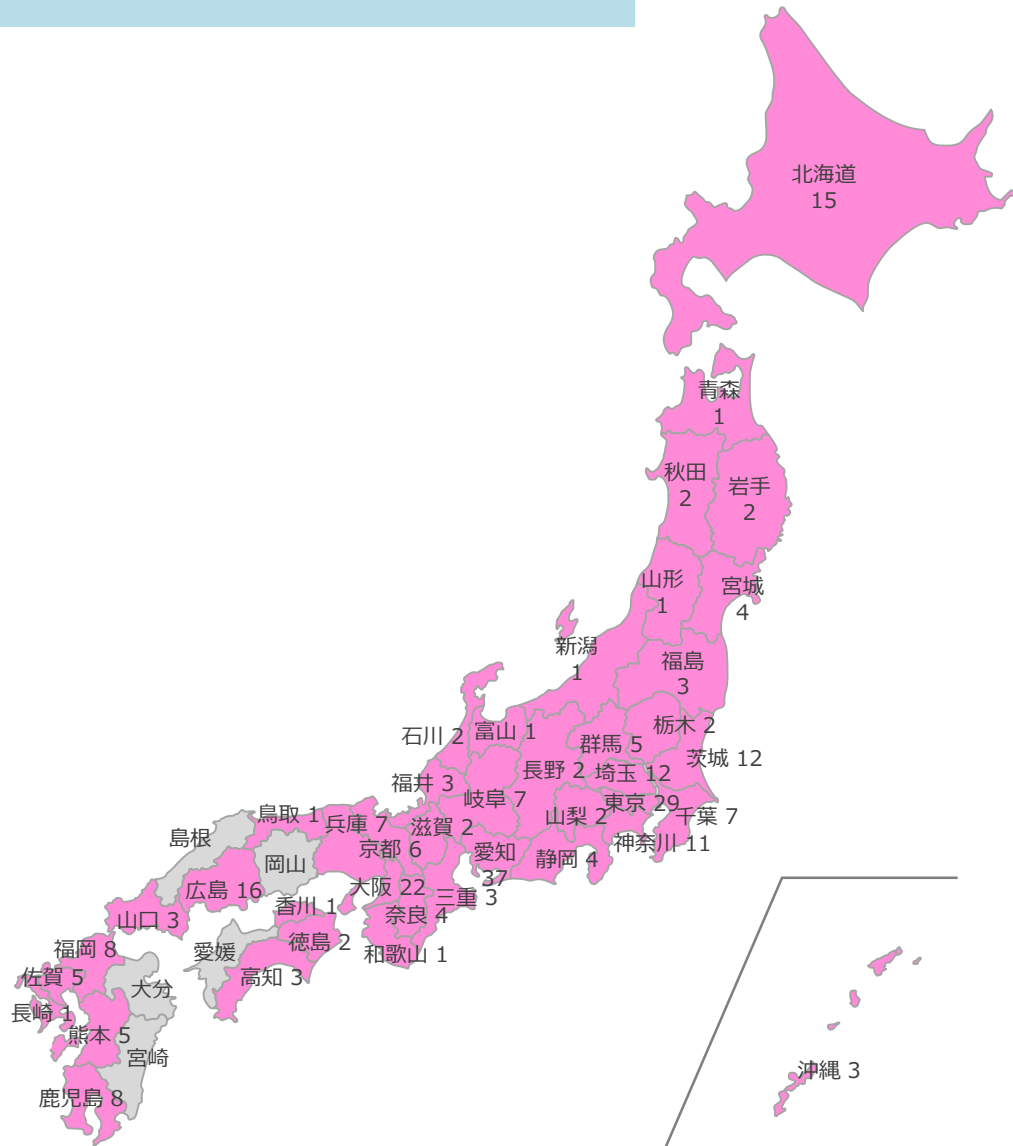 北海道
15
青森
1
秋田
2
岩手
2
山形
1
宮城
4
新潟
1
福島
3
石川 2
富山 1
栃木 2
群馬 5
茨城 12
長野 2
埼玉 12
福井 3
岐阜 7
東京 29
千葉 7
山梨 2
鳥取 1
兵庫 7
滋賀 2
神奈川 11
島根
京都 6
愛知
37
静岡 4
岡山
広島 16
大阪 22
三重 3
香川 1
奈良 4
山口 3
徳島 2
和歌山 1
福岡 8
愛媛
高知 3
佐賀 5
大分
長崎 1
熊本 5
宮崎
鹿児島 8
沖縄 3